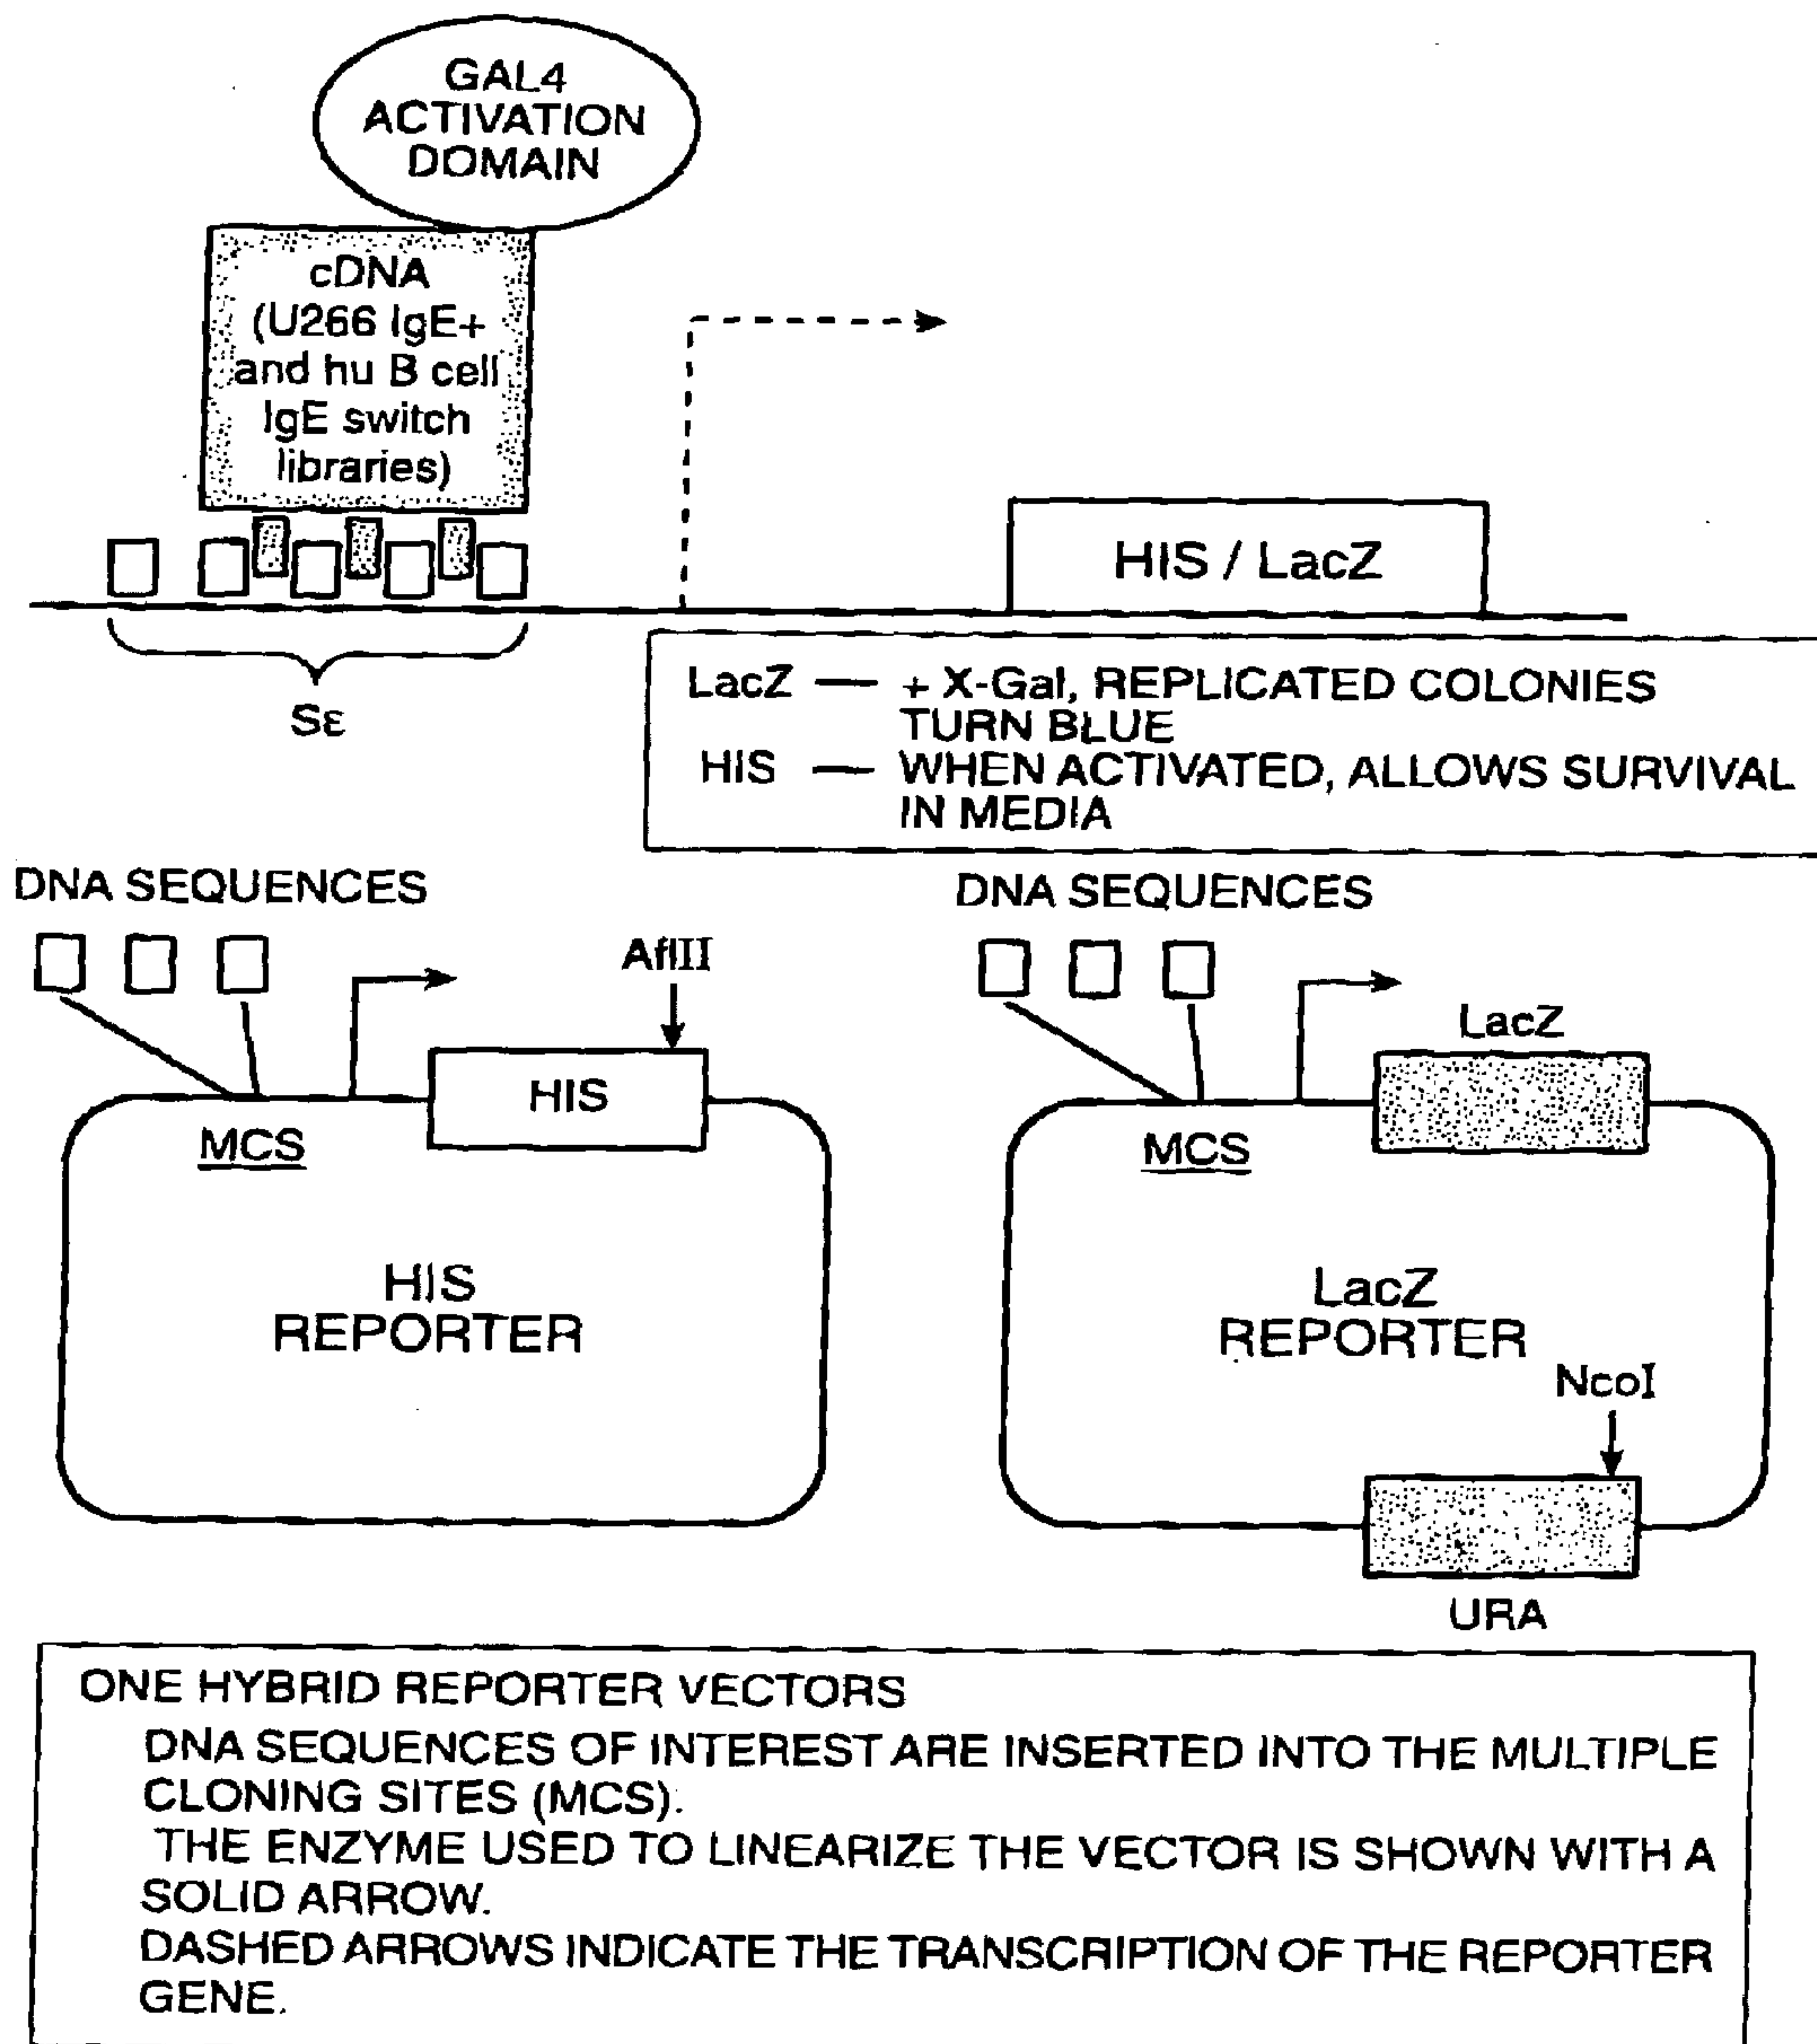 GAL4
ACTIVATION
DOMAIN
cDNA
(U266 IgE+
and hu B cell
IgE switch
libraries)
HIS / LacZ
Sε
LacZ — + X-Gal, REPLICATED COLONIES
TURN BLUE
HIS — WHEN ACTIVATED, ALLOWS SURVIVAL
IN MEDIA
DNA SEQUENCES
AflII
HIS
MCS
HIS
REPORTER
DNA SEQUENCES
LacZ
MCS
LacZ
REPORTER
NcoI
URA
ONE HYBRID REPORTER VECTORS
DNA SEQUENCES OF INTEREST ARE INSERTED INTO THE MULTIPLE
CLONING SITES (MCS).
THE ENZYME USED TO LINEARIZE THE VECTOR IS SHOWN WITH A
SOLID ARROW.
DASHED ARROWS INDICATE THE TRANSCRIPTION OF THE REPORTER
GENE.